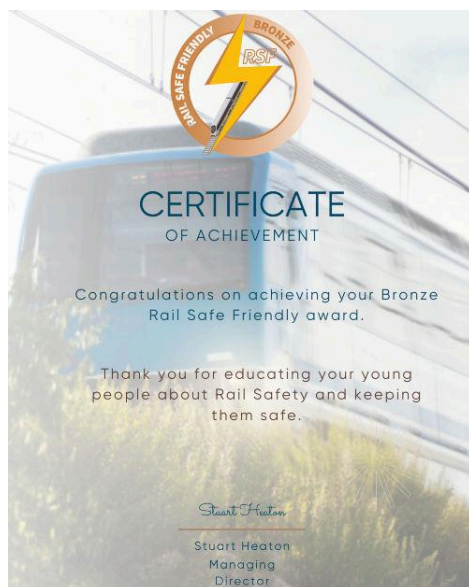 RAIL SAFE FRIENDLY
BRONZE
RSF
CERTIFICATE
OF ACHIEVEMENT
Congratulations on achieving your Bronze
Rail Safe Friendly award.
Thank you for educating your young
people about Rail Safety and keeping
them safe.
Stuart Heaton
Stuart Heaton
Managing
Director